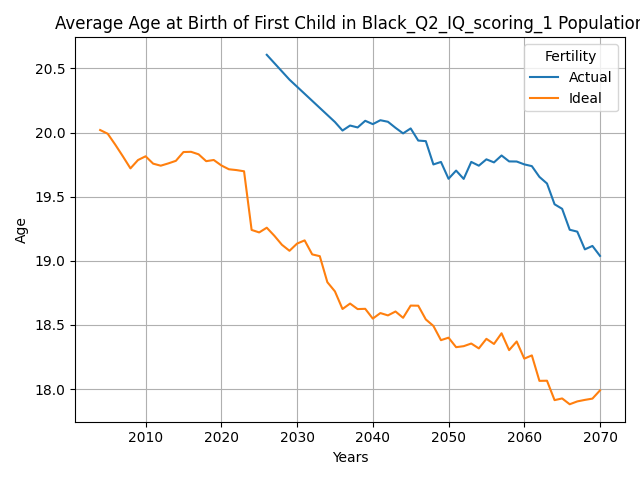 Average Age at Birth of First Child in Black_Q2_IQ_scoring_1 Population
Fertility
Actual
Ideal
20.5
20.0
19.5
19.0
18.5
18.0
Age
2010 2020 2030 2040 2050 2060 2070
Years